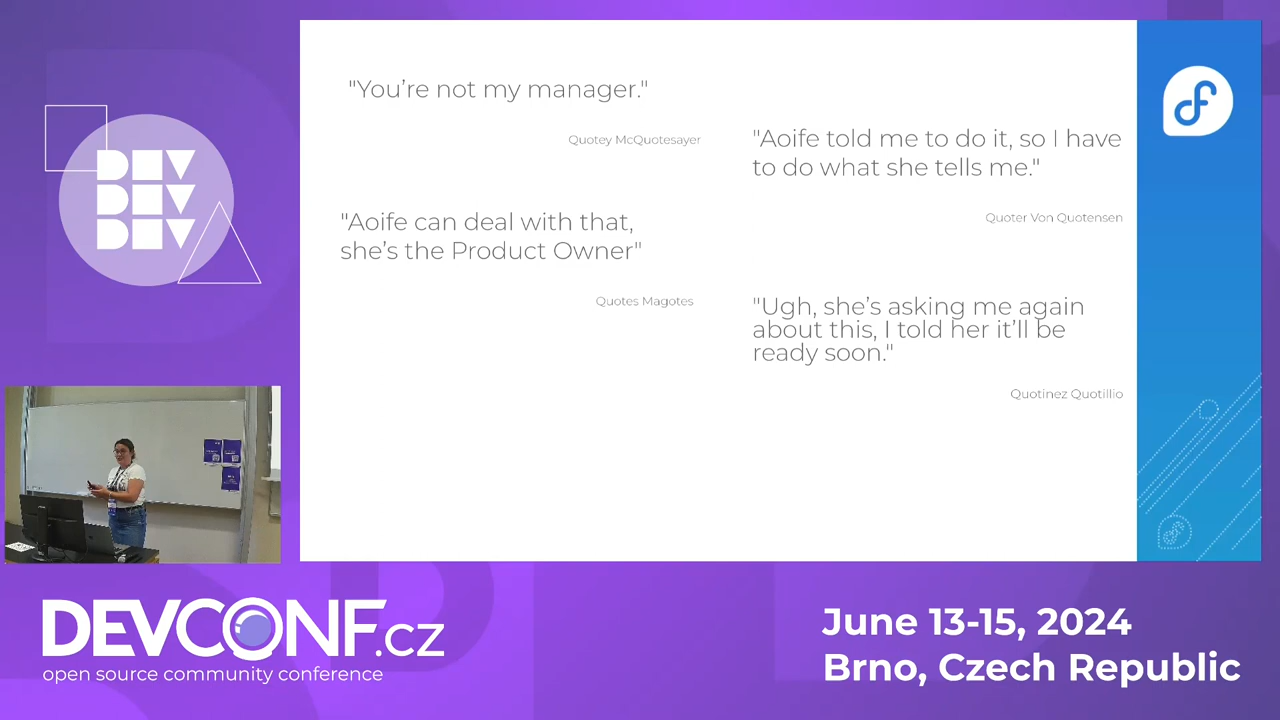 DEV
DEV
DEV
"You're not my manager."
Quotey McQuotesayer
"Aoife can deal with that,
she's the Product Owner"
Quotes Magotes
"Aoife told me to do it, so I have
to do what she tells me."
Quoter Von Quotensen
"Ugh, she's asking me again
about this, I told her it'll be
ready soon."
Quotinez Quotillio
DEVCONF.cz
open source community conference
June 13-15, 2024
Brno, Czech Republic